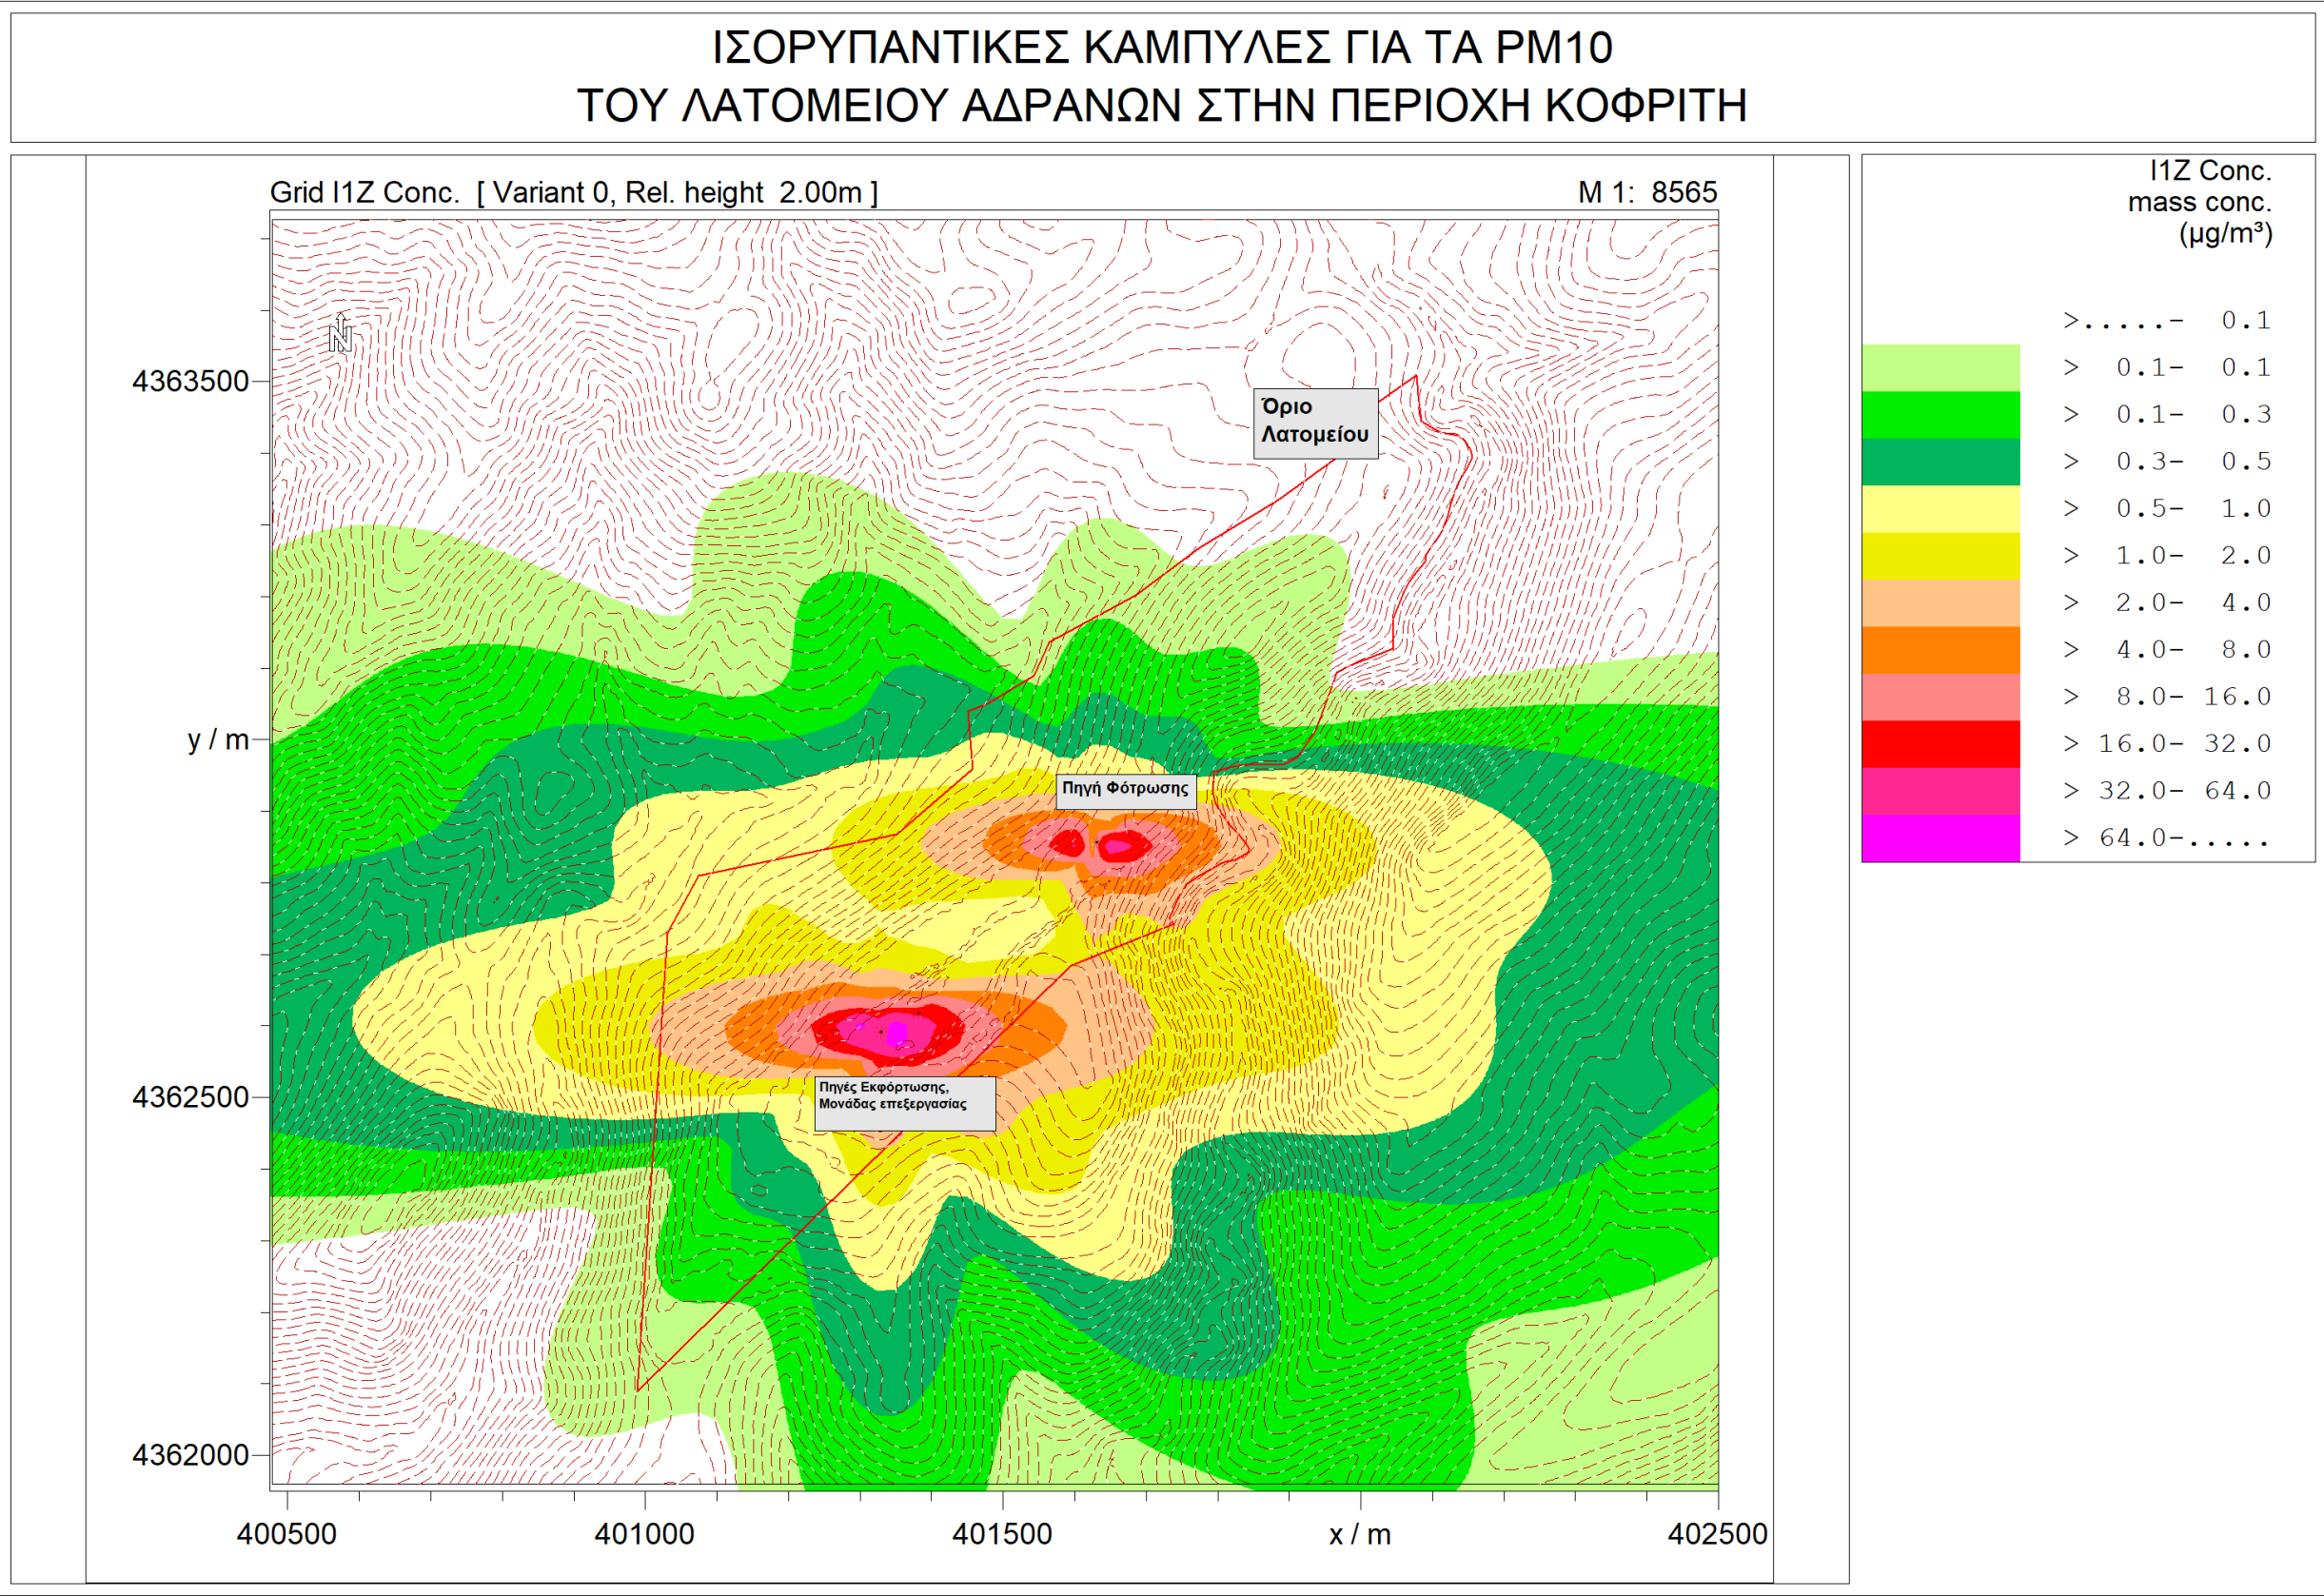 ΙΣΟΡΥΠΑΝΤΙΚΕΣ ΚΑΜΠΥΛΕΣ ΓΙΑ ΤΑ PM10
ΤΟΥ ΛΑΤΟΜΕΙΟΥ ΑΔΡΑΝΩΝ ΣΤΗΝ ΠΕΡΙΟΧΗ ΚΟΦΡΙΤΗ
Grid I1Z Conc. [ Variant 0, Rel. height 2.00m ]
M 1: 8565
N
4363500
y / m
4362500
4362000
400500
401000
401500
x / m
402500
Όριο
Λατομείου
Πηγή Φότρωσης
Πηγές Εκφόρτωσης,
Μονάδας επεξεργασίας
I1Z Conc.
mass conc.
(µg/m³)
>.....- 0.1
> 0.1- 0.1
> 0.1- 0.3
> 0.3- 0.5
> 0.5- 1.0
> 1.0- 2.0
> 2.0- 4.0
> 4.0- 8.0
> 8.0- 16.0
> 16.0- 32.0
> 32.0- 64.0
> 64.0-.....